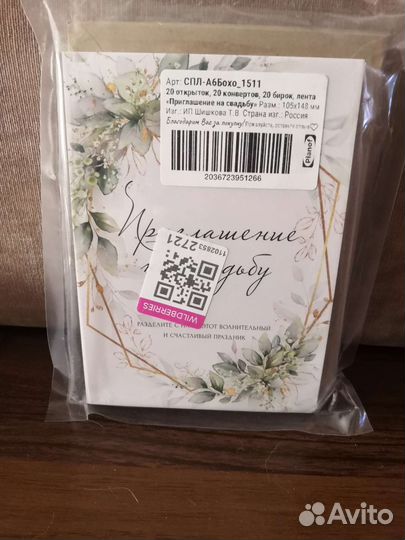 Арт: СПЛ-А6Бохо_1511
20 открыток, 20 конвертов, 20 бирок, лента
«Приглашение на свадьбу» Разм.: 105х148 мм
Изг.: ИП Шишкова Т.В. Страна изг.: Россия
Благодарим Вас за покупку! Пожалуйста, оставьте отзыв
Planof
2036723951266
Приглашение
1102853 2721
WILDBERRIES
РАЗДЕЛИТЕ С ЭТОТ ВОЛНИТЕЛЬНЫЙ
И СЧАСТЛИВЫЙ ПРАЗДНИК
Avito